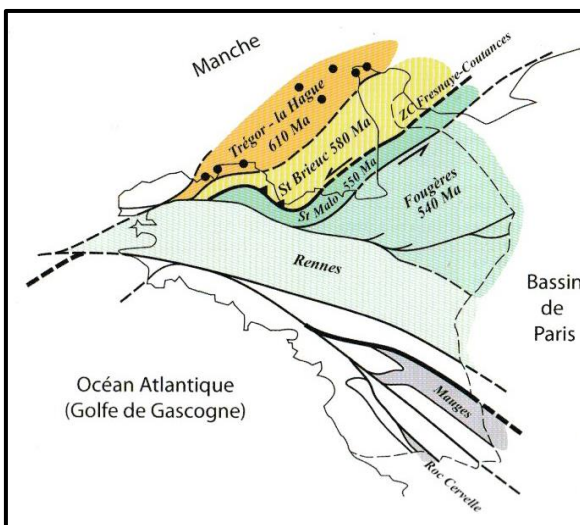 Manche
ZC Fresnaye-Coutances
Trégor - la Hague
610 Ma
St Brieuc 580 Ma
St Malo 550 Ma
Fougères
540 Ma
Rennes
Bassin
de
Paris
Océan Atlantique
(Golfe de Gascogne)
Mauges
Roc Cervelle